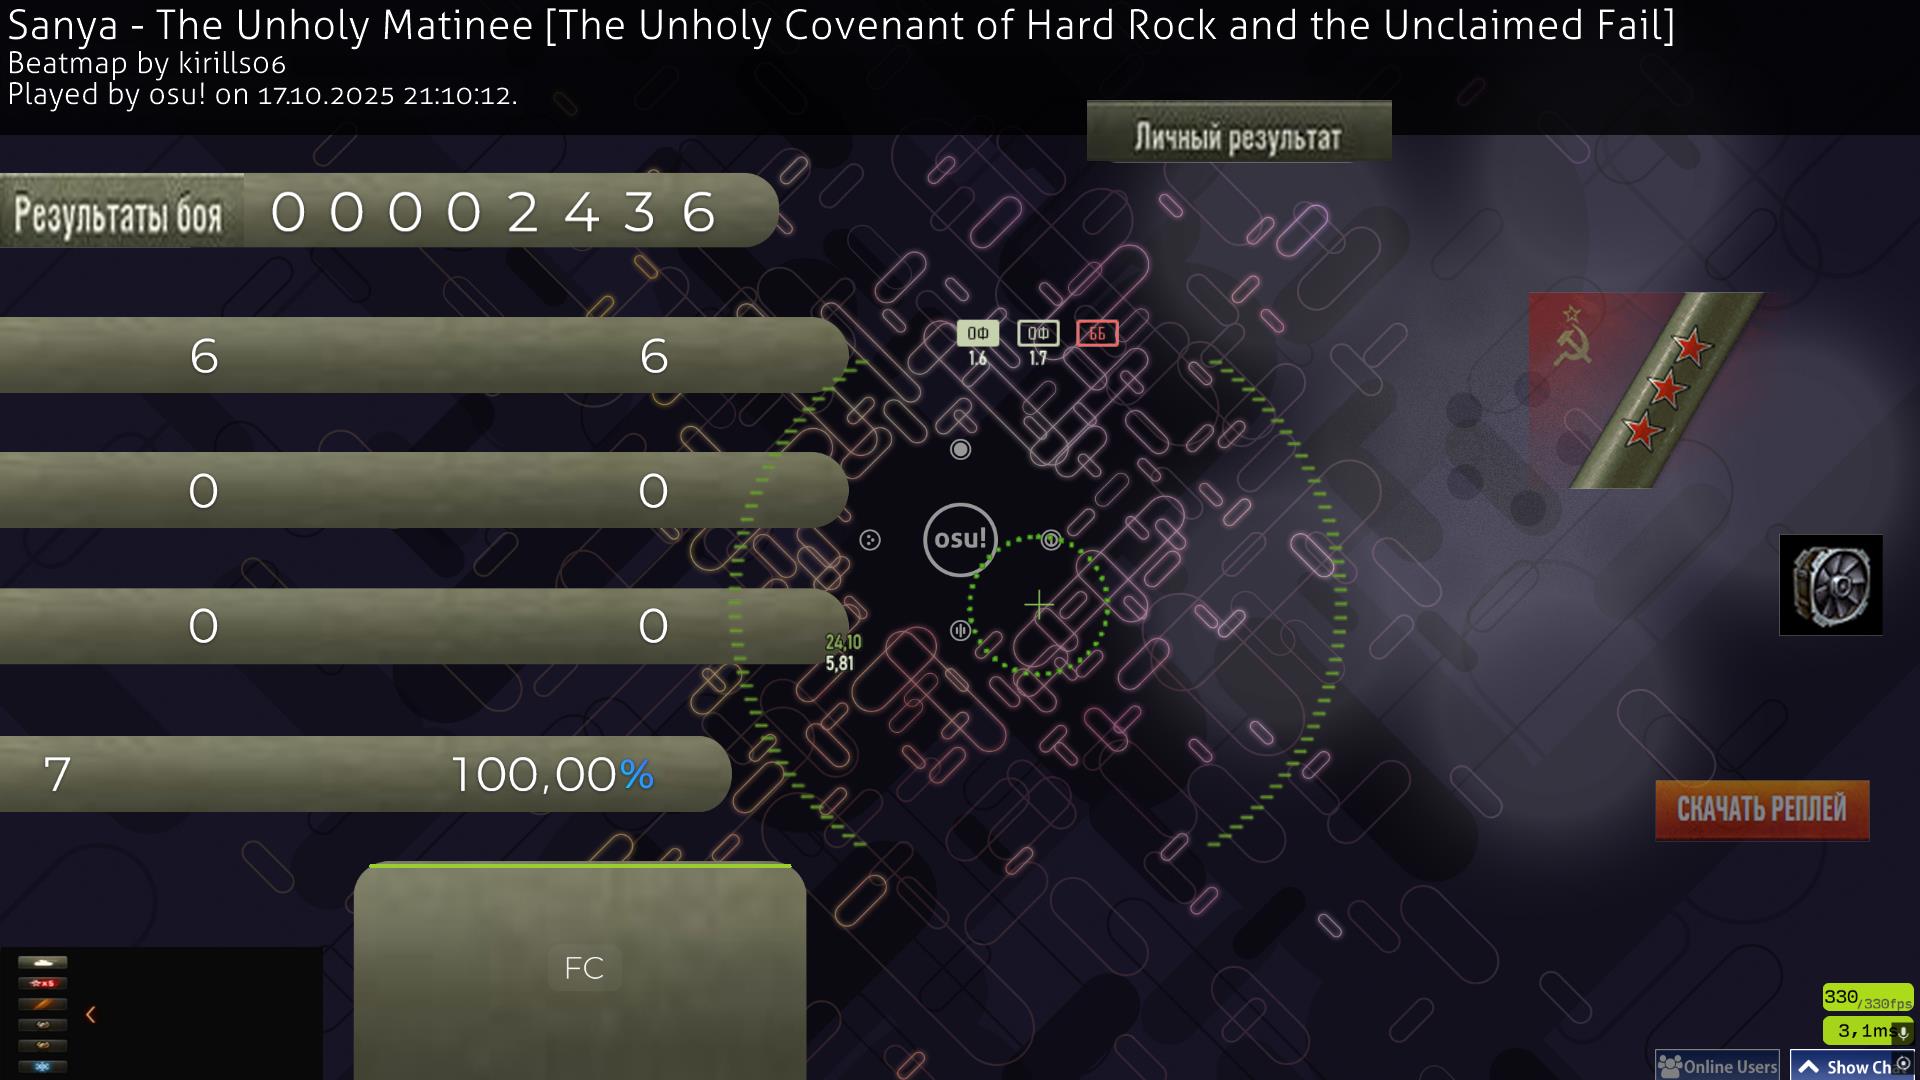 Sanya - The Unholy Matinee [The Unholy Covenant of Hard Rock and the Unclaimed Fail]
Beatmap by kirills06
Played by osu! on 17.10.2025 21:10:12.
Личный результат
Результаты боя 00002436
6 6
ОФ ОФ ББ
1.6 1.7
0 0
osu!
0 0
24,10
5,81
7 100,00%
СКАЧАТЬ РЕПЛЕЙ
FC
x5
330/330fps
3,1ms
Online Users Show Ch